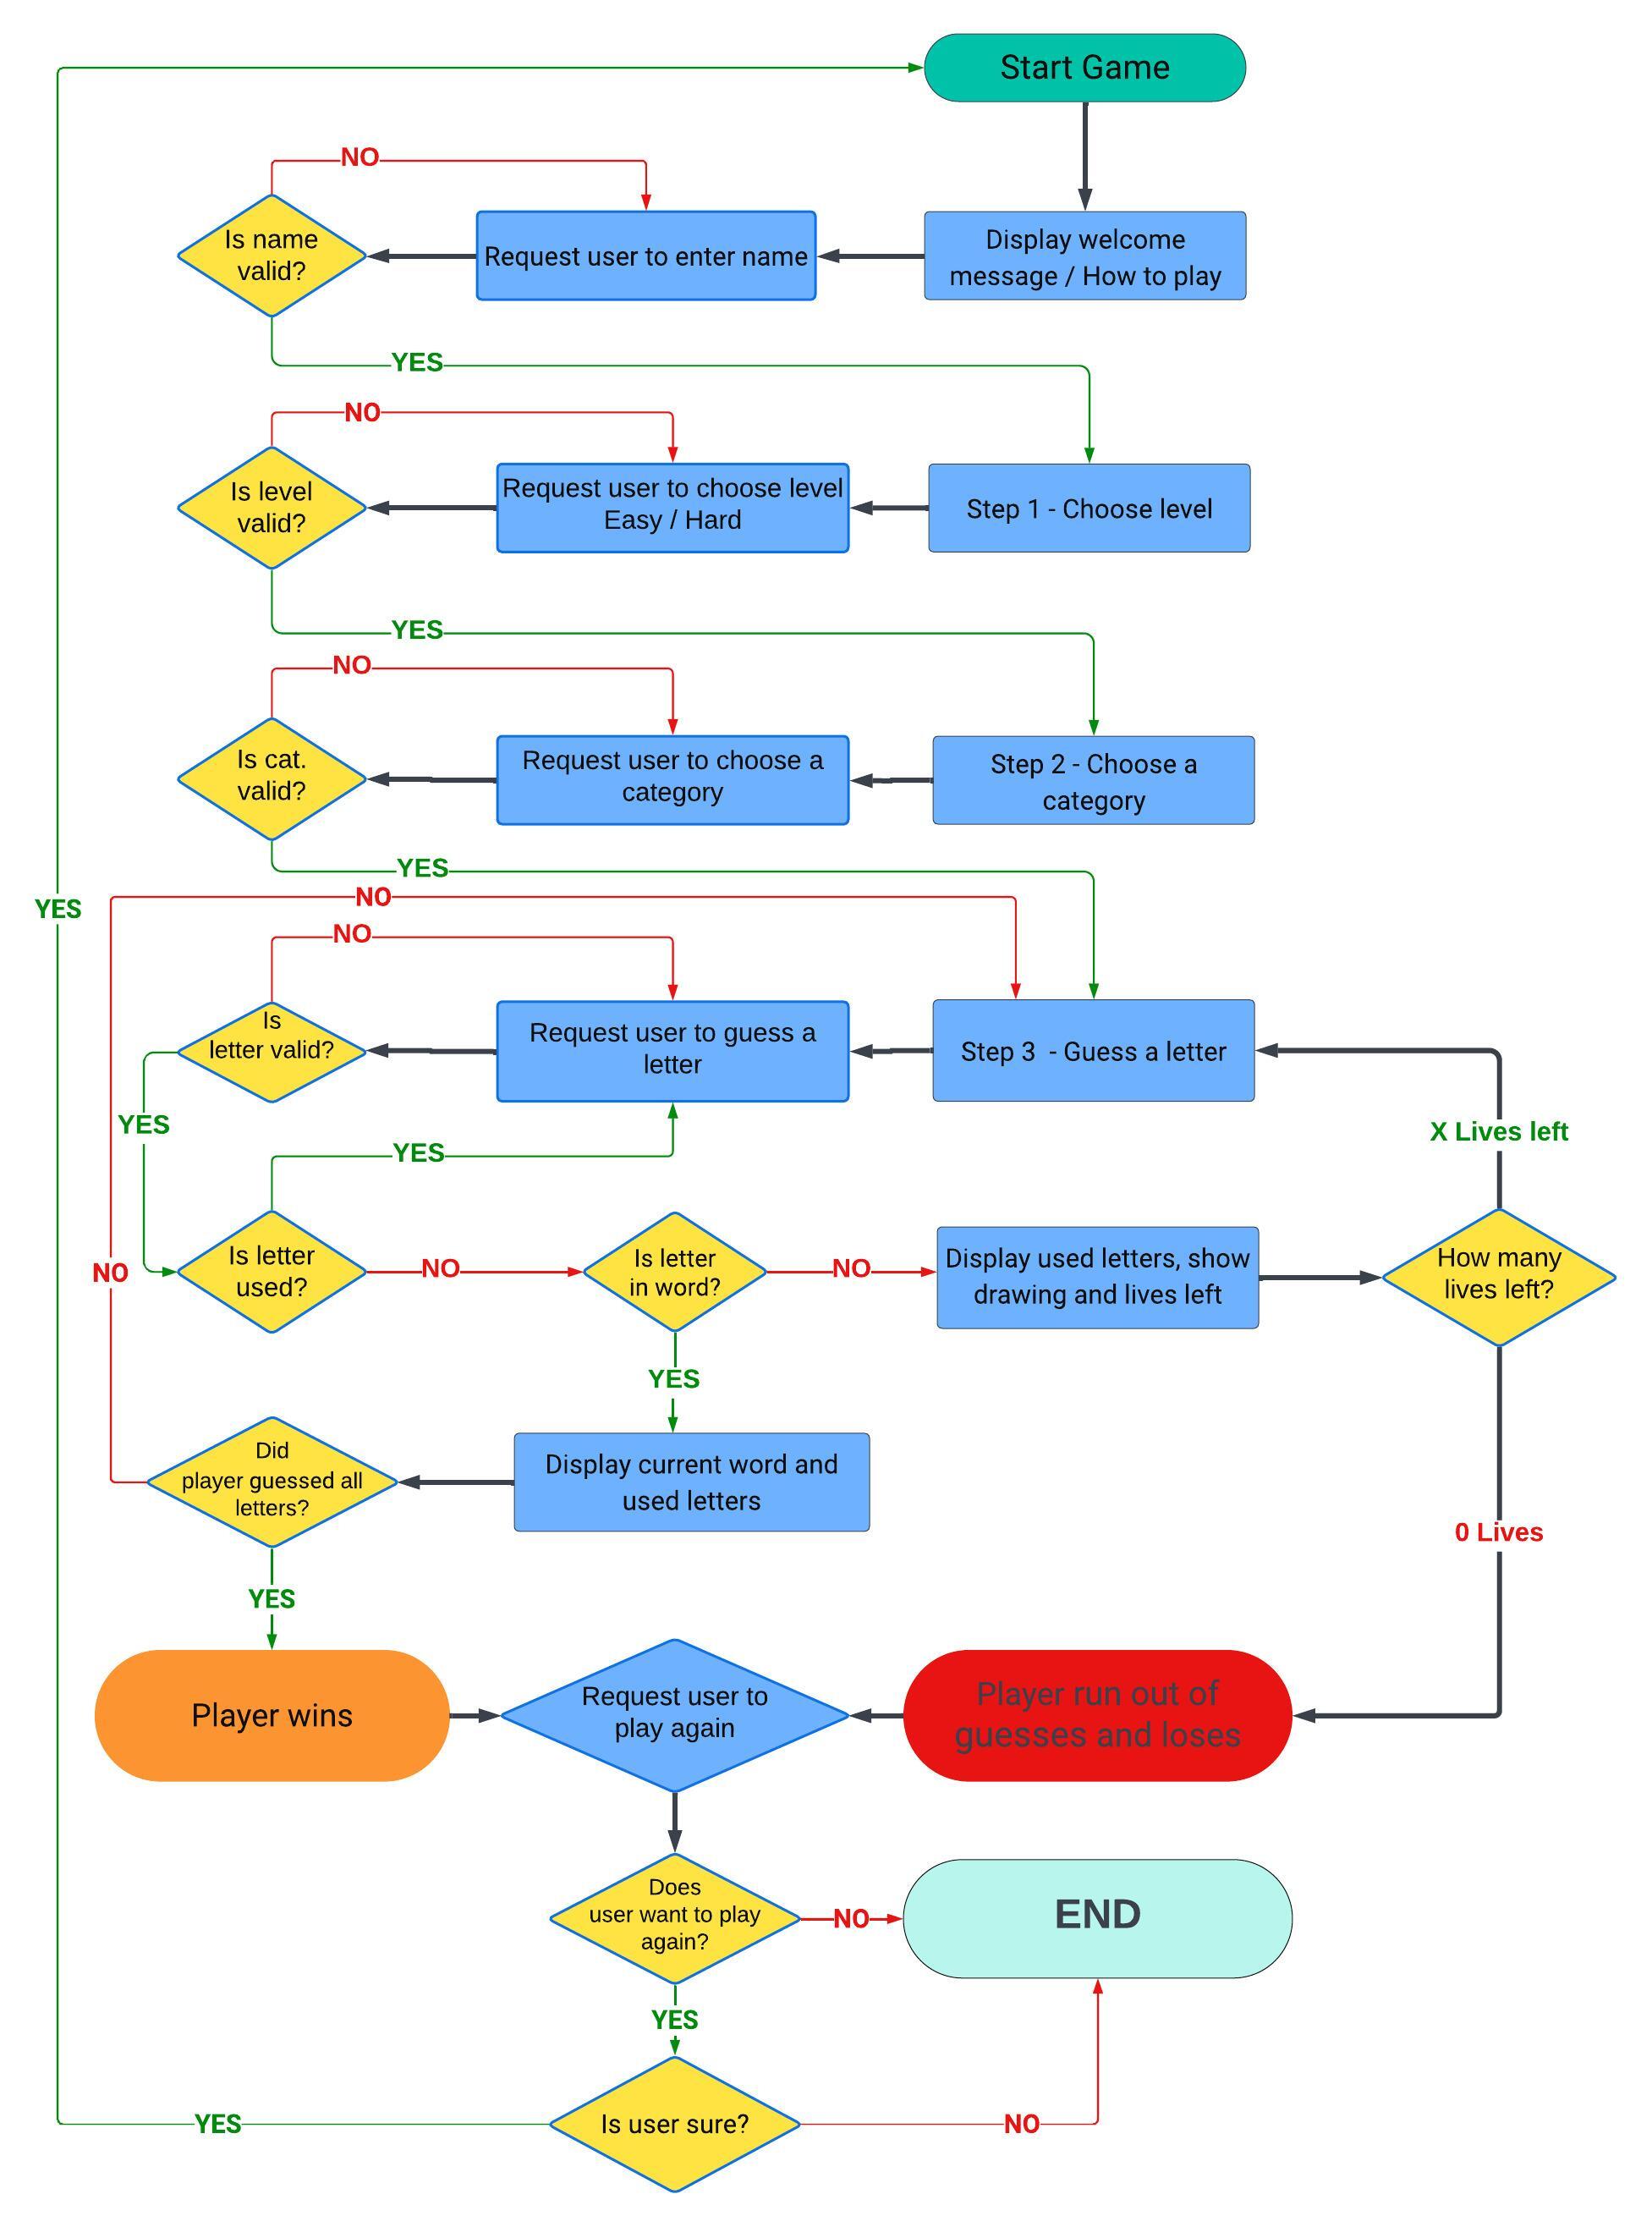 Start Game
NO
Is name
valid?
Request user to enter name
Display welcome
message / How to play
YES
NO
Is level
valid?
Request user to choose level
Easy / Hard
Step 1 - Choose level
YES
NO
Is cat.
valid?
Request user to choose a
category
Step 2 - Choose a
category
YES
NO
YES
NO
Is
letter valid?
Request user to guess a
letter
Step 3  - Guess a letter
YES
X Lives left
YES
NO
Is letter
used?
NO
Is letter
in word?
NO
Display used letters, show
drawing and lives left
How many
lives left?
YES
Did
player guessed all
letters?
Display current word and
used letters
0 Lives
YES
Player wins
Request user to
play again
Player run out of
guesses and loses
Does
user want to play
again?
NO
END
YES
YES
Is user sure?
NO